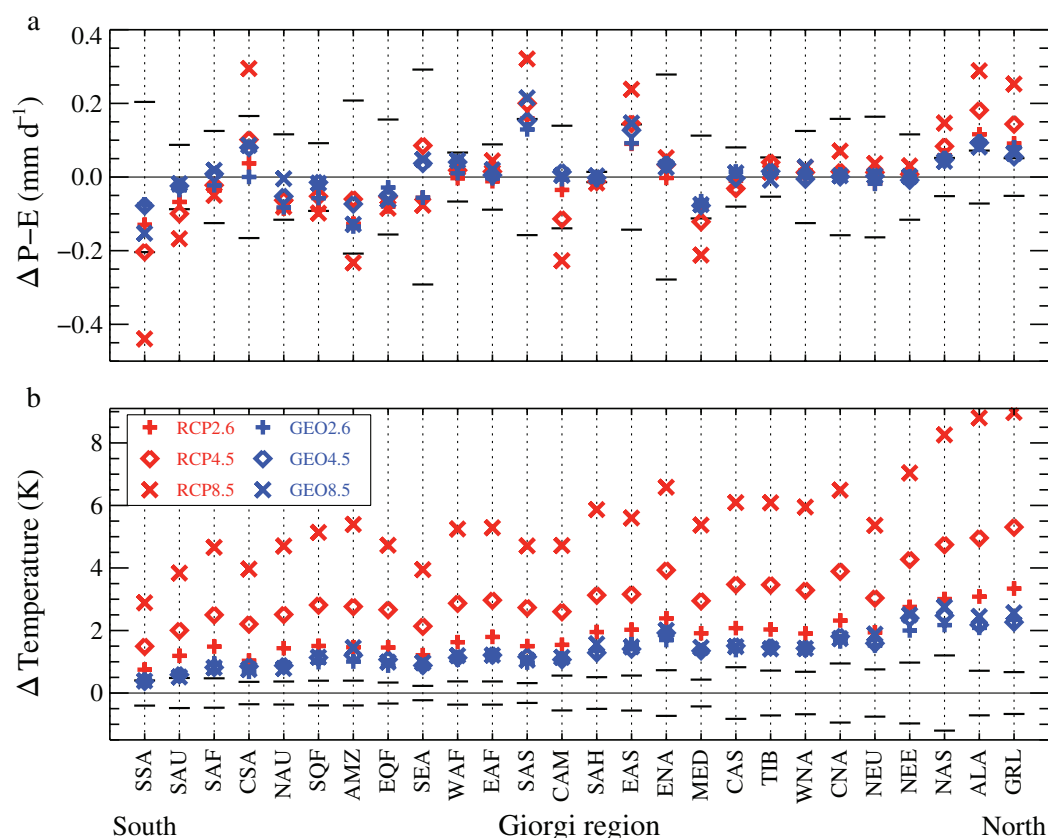 a
0.4
0.2
0.0
−0.2
−0.4
Δ P−E (mm d⁻¹)
b
8
6
4
2
0
Δ Temperature (K)
RCP2.6 GEO2.6
RCP4.5 GEO4.5
RCP8.5 GEO8.5
SSA SAU SAF CSA NAU SQF AMZ EQF SEA WAF EAF SAS CAM SAH EAS ENA MED CAS TIB WNA CNA NEU NEE NAS ALA GRL
South Giorgi region North